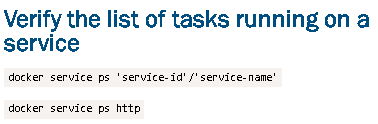 Verify the list of tasks running on a
service
docker service ps 'service-id'/'service-name'
docker service ps http